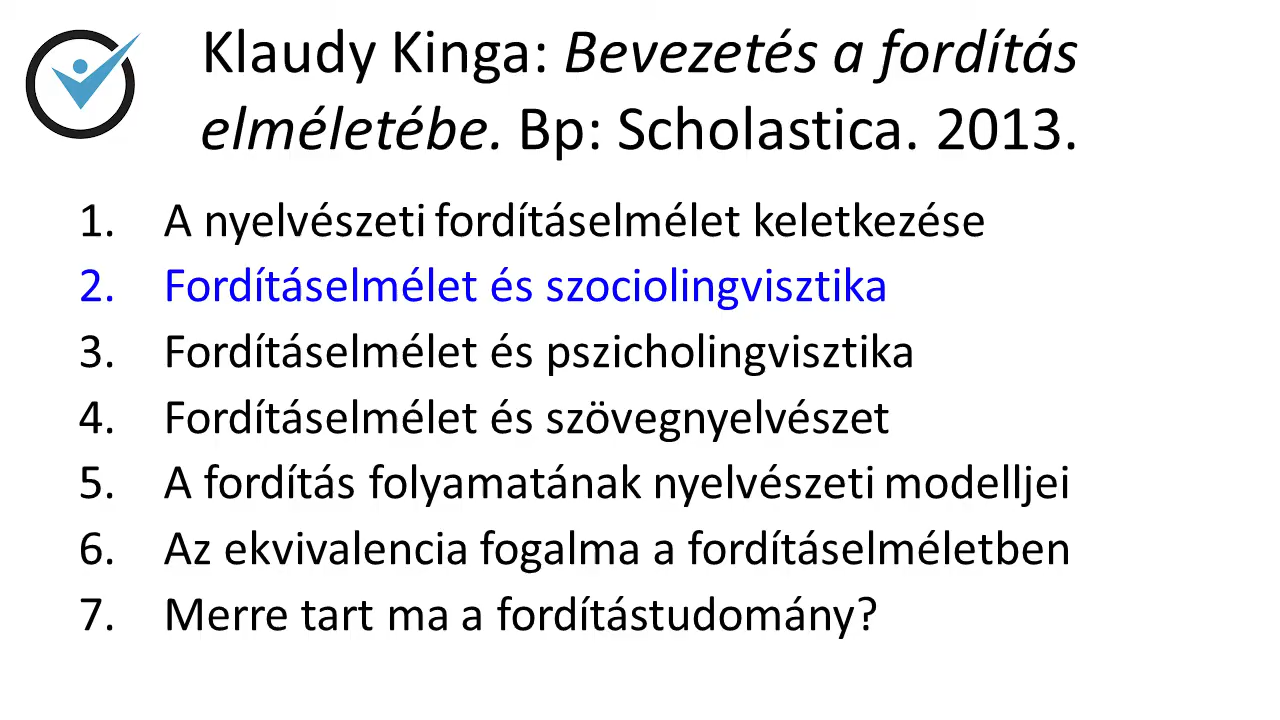 Klaudy Kinga: Bevezetés a fordítás
elméletébe. Bp: Scholastica. 2013.
1. A nyelvészeti fordításelmélet keletkezése
2. Fordításelmélet és szociolingvisztika
3. Fordításelmélet és pszicholingvisztika
4. Fordításelmélet és szövegnyelvészet
5. A fordítás folyamatának nyelvészeti modelljei
6. Az ekvivalencia fogalma a fordításelméletben
7. Merre tart ma a fordítástudomány?